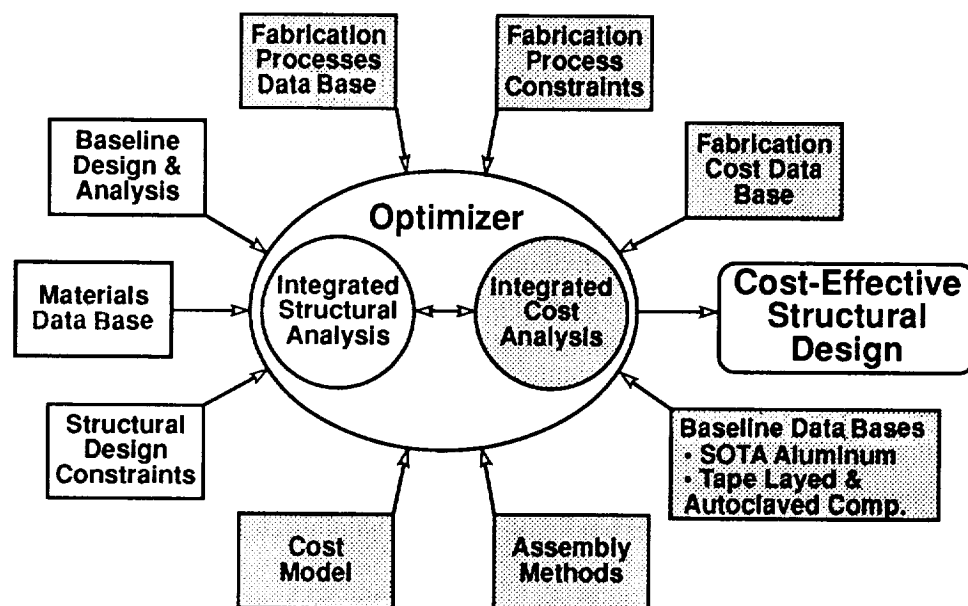 Fabrication
Processes
Data Base
Fabrication
Process
Constraints
Baseline
Design &
Analysis
Fabrication
Cost Data
Base
Optimizer
Materials
Data Base
Integrated
Structural
Analysis
Integrated
Cost
Analysis
Cost-Effective
Structural
Design
Structural
Design
Constraints
Baseline Data Bases
• SOTA Aluminum
• Tape Layed &
Autoclaved Comp.
Cost
Model
Assembly
Methods